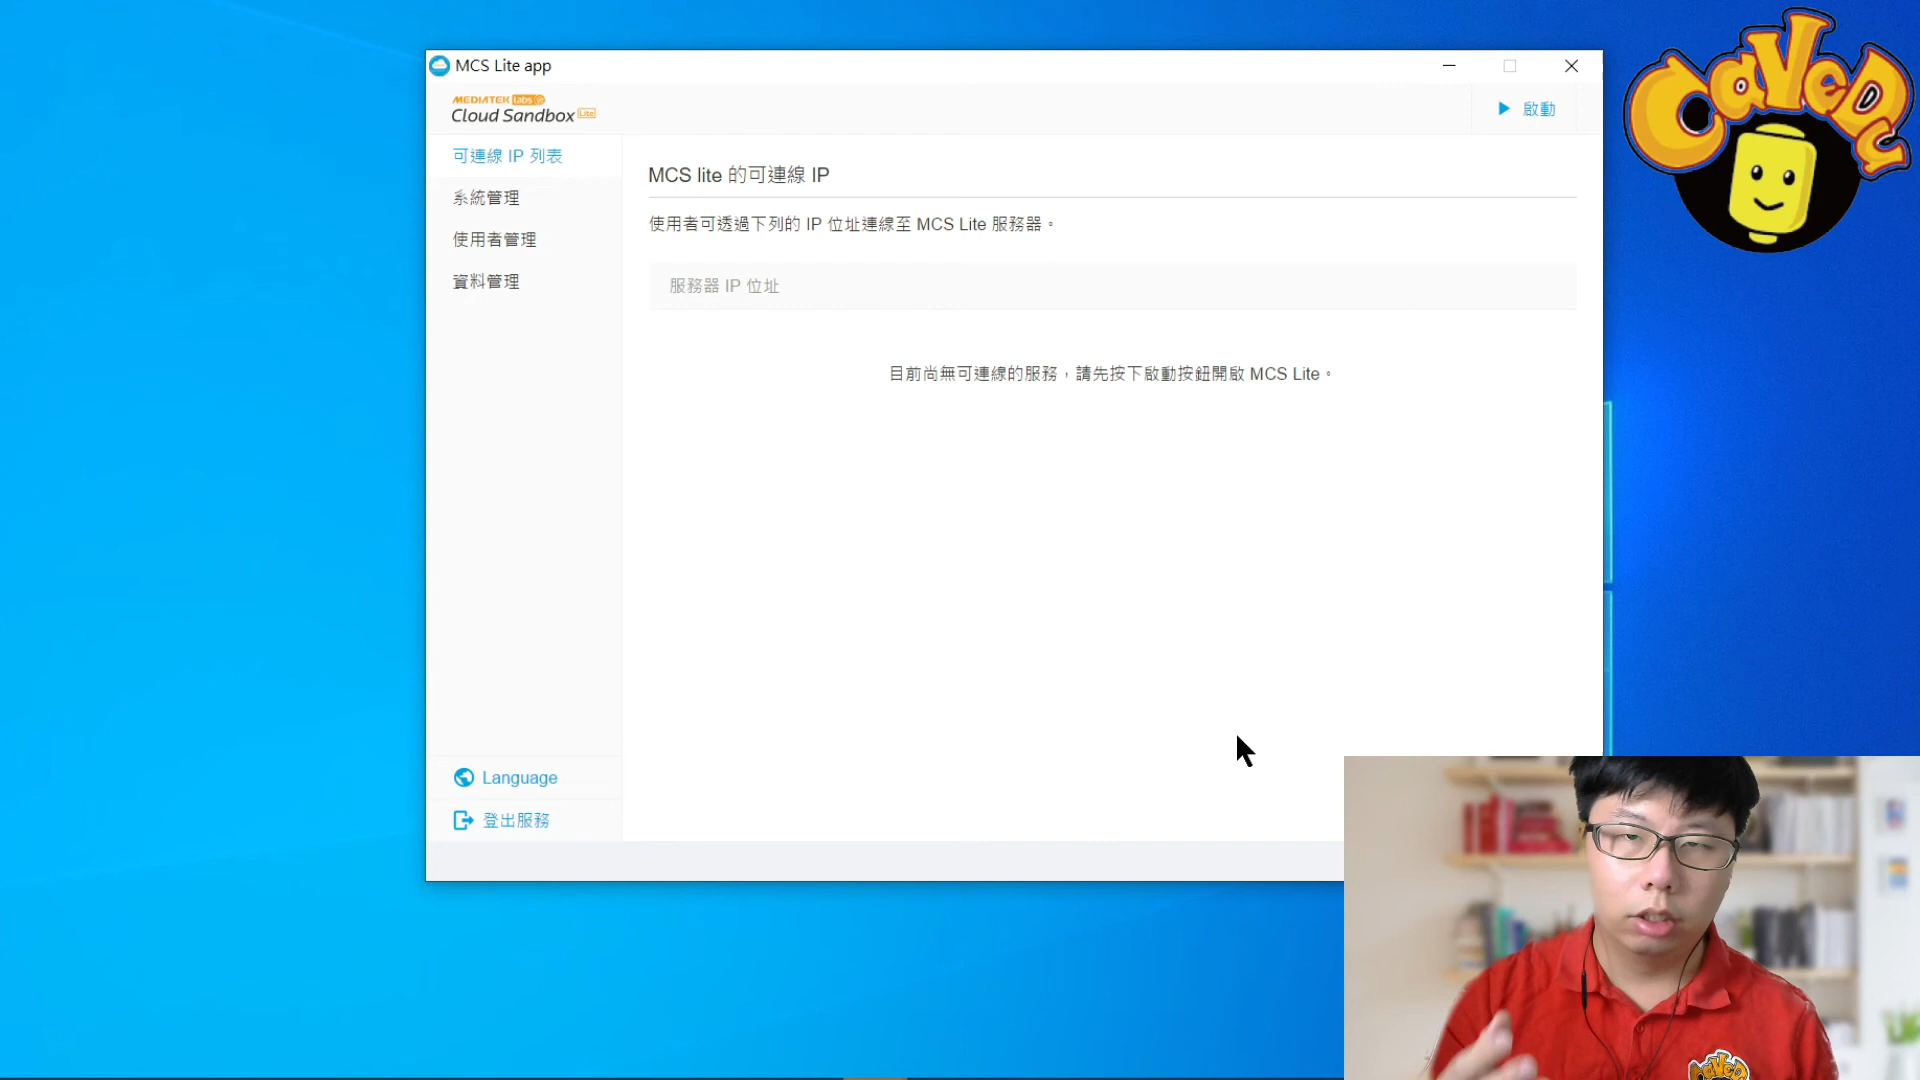 MCS Lite app
MEDIATEK Labs
Cloud Sandbox Lite
啟動
可連線 IP 列表
系統管理
使用者管理
資料管理
MCS lite 的可連線 IP
使用者可透過下列的 IP 位址連線至 MCS Lite 服務器。
服務器 IP 位址
目前尚無可連線的服務，請先按下啟動按鈕開啟 MCS Lite。
Language
登出服務
CAVEDU
CAVEDU